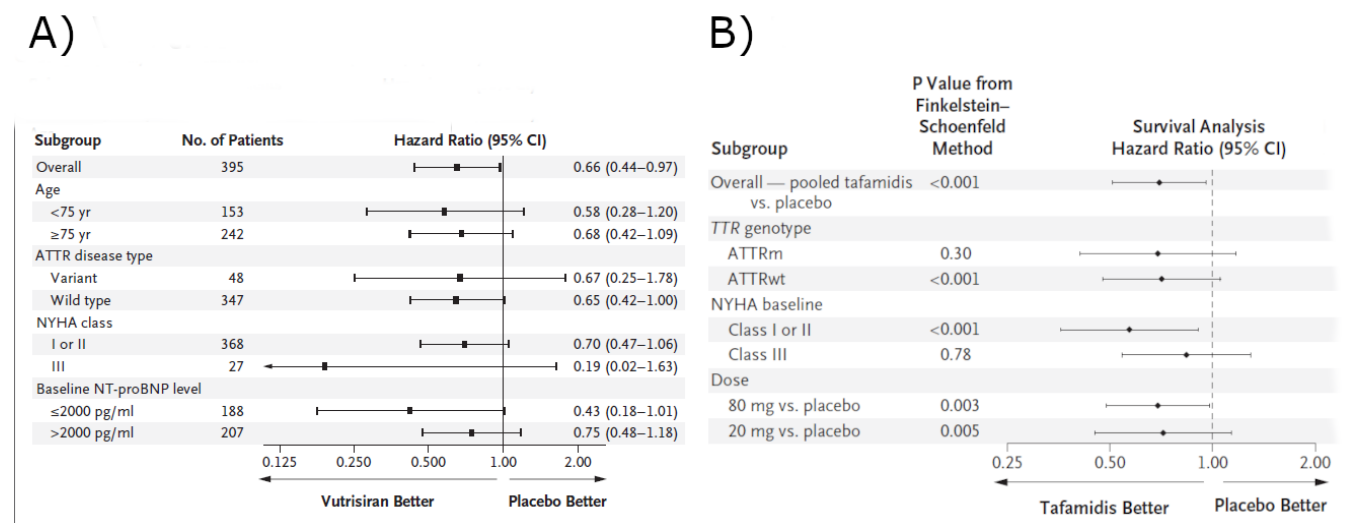 A)
Subgroup No. of Patients Hazard Ratio (95% CI)
Overall 395 0.66 (0.44–0.97)
Age
<75 yr 153 0.58 (0.28–1.20)
≥75 yr 242 0.68 (0.42–1.09)
ATTR disease type
Variant 48 0.67 (0.25–1.78)
Wild type 347 0.65 (0.42–1.00)
NYHA class
I or II 368 0.70 (0.47–1.06)
III 27 0.19 (0.02–1.63)
Baseline NT-proBNP level
≤2000 pg/ml 188 0.43 (0.18–1.01)
>2000 pg/ml 207 0.75 (0.48–1.18)
0.125 0.250 0.500 1.00 2.00
Vutrisiran Better Placebo Better
B)
P Value from
Finkelstein–
Schoenfeld
Method
Survival Analysis
Hazard Ratio (95% CI)
Subgroup
Overall — pooled tafamidis <0.001
vs. placebo
TTR genotype
ATTRm 0.30
ATTRwt <0.001
NYHA baseline
Class I or II <0.001
Class III 0.78
Dose
80 mg vs. placebo 0.003
20 mg vs. placebo 0.005
0.25 0.50 1.00 2.00
Tafamidis Better Placebo Better